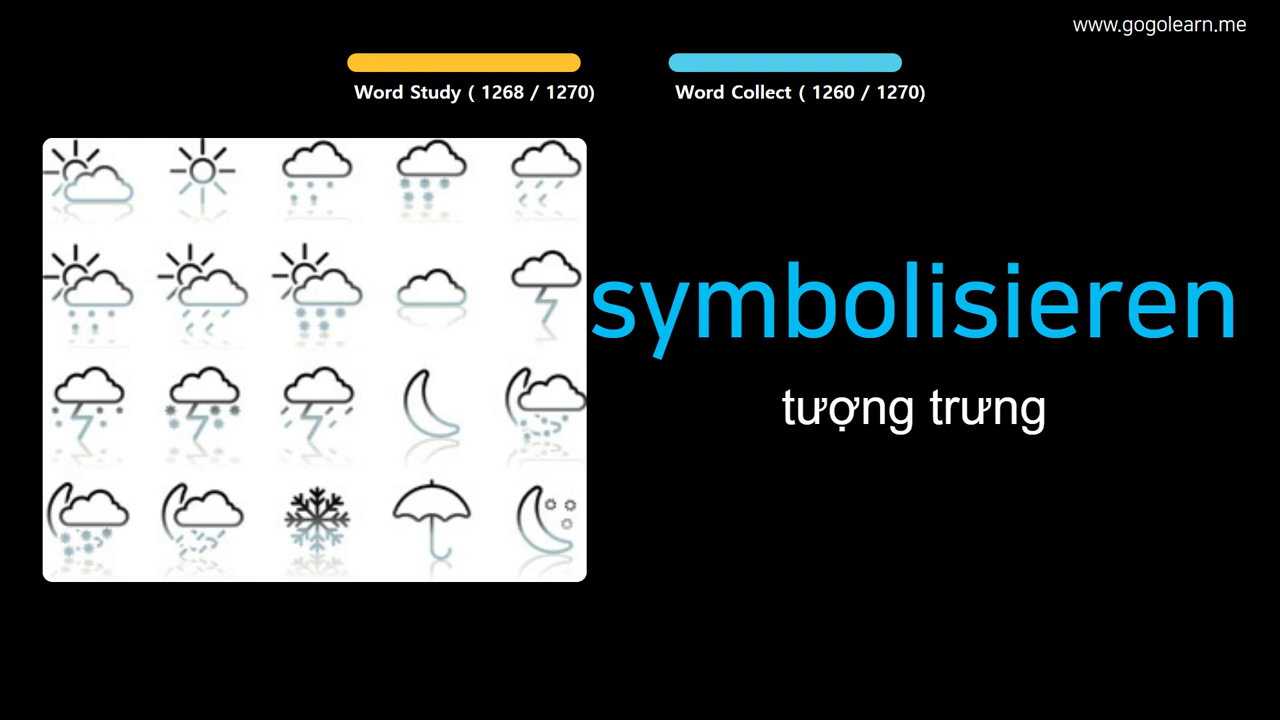 www.gogolearn.me
Word Study ( 1268 / 1270)
Word Collect ( 1260 / 1270)
symbolisieren
tượng trưng